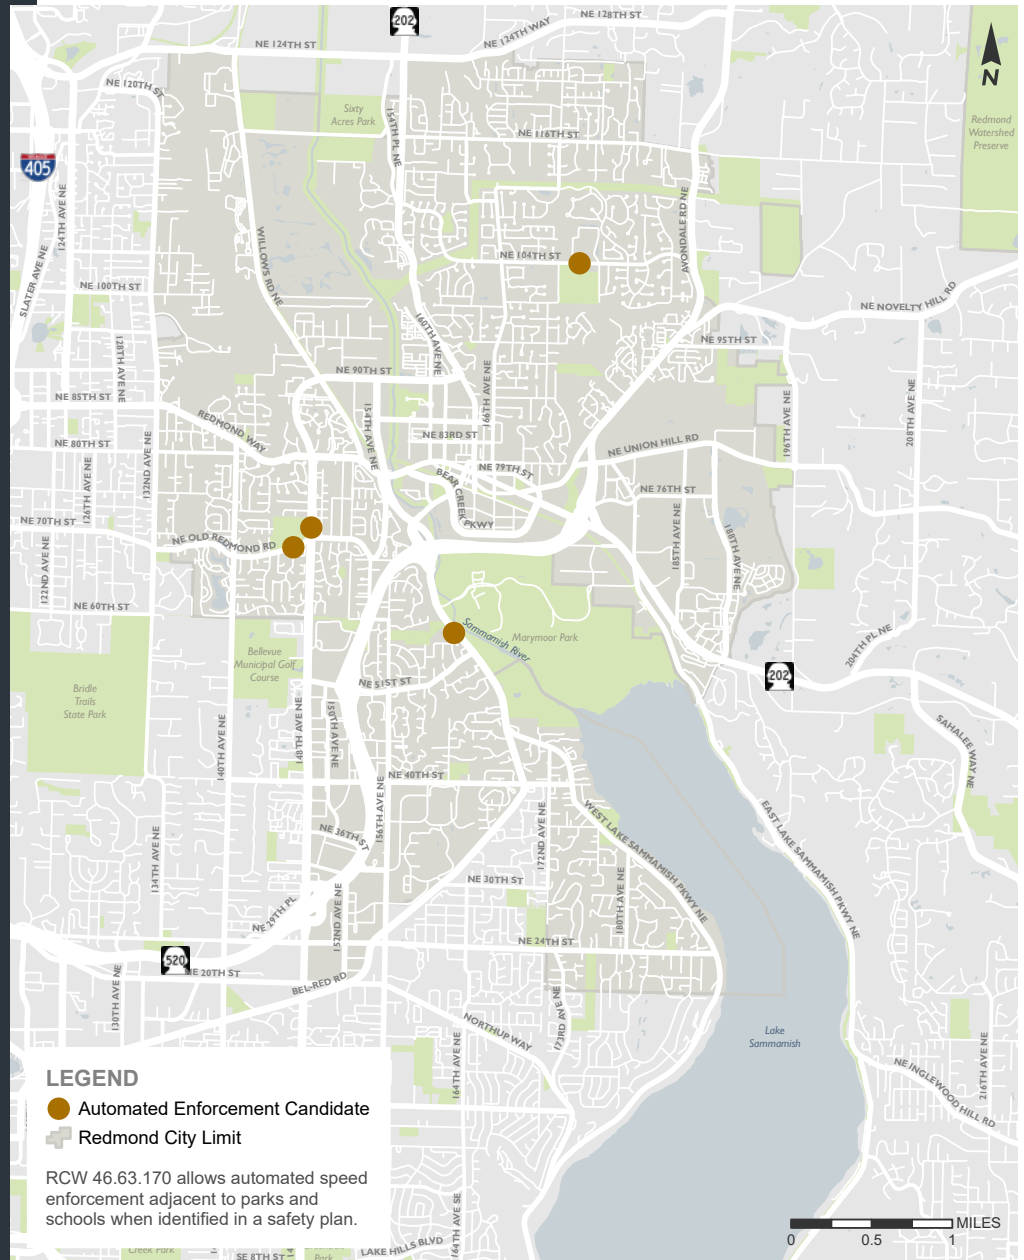 202
NE 128TH ST
NE 124TH WAY
NE 124TH ST
N
NE 120TH ST
Sixty
Acres Park
154TH PL NE
NE 116TH ST
Redmond
Watershed
Preserve
405
124TH AVE NE
SLATER AVE NE
WILLOWS RD NE
AVONDALE RD NE
NE 104TH ST
NE 100TH ST
NE NOVELTY HILL RD
160TH AVE NE
128TH AVE NE
NE 95TH ST
NE 90TH ST
166TH AVE NE
208TH AVE NE
196TH AVE NE
NE 85TH ST
REDMOND WAY
154TH AVE NE
NE 83RD ST
NE 80TH ST
132ND AVE NE
126TH AVE NE
NE UNION HILL RD
NE 79TH ST
BEAR CREEK
PKWY
NE 76TH ST
NE 70TH ST
NE OLD REDMOND RD
185TH AVE NE
188TH AVE NE
122ND AVE NE
NE 60TH ST
Sammamish River
Marymoor Park
204TH PL NE
Bellevue
Municipal Golf
Course
202
Bridle
Trails
State Park
NE 51ST ST
148TH AVE NE
150TH AVE NE
140TH AVE NE
SAHALEE WAY NE
NE 40TH ST
156TH AVE NE
NE 36TH ST
134TH AVE NE
172ND AVE NE
WEST LAKE SAMMAMISH PKWY NE
EAST LAKE SAMMAMISH PKWY NE
NE 30TH ST
180TH AVE NE
152ND AVE NE
NE 29TH PL
NE 24TH ST
520
NE 20TH ST
BEL-RED RD
130TH AVE NE
NORTHUP WAY
173RD AVE NE
164TH AVE NE
Lake
Sammamish
NE INGLEWOOD HILL RD
216TH AVE NE
LEGEND
Automated Enforcement Candidate
Redmond City Limit
RCW 46.63.170 allows automated speed
enforcement adjacent to parks and
schools when identified in a safety plan.
164TH AVE SE
LAKE HILLS BLVD
SE 8TH ST
Creek Park
Park
MILES
0 0.5 1